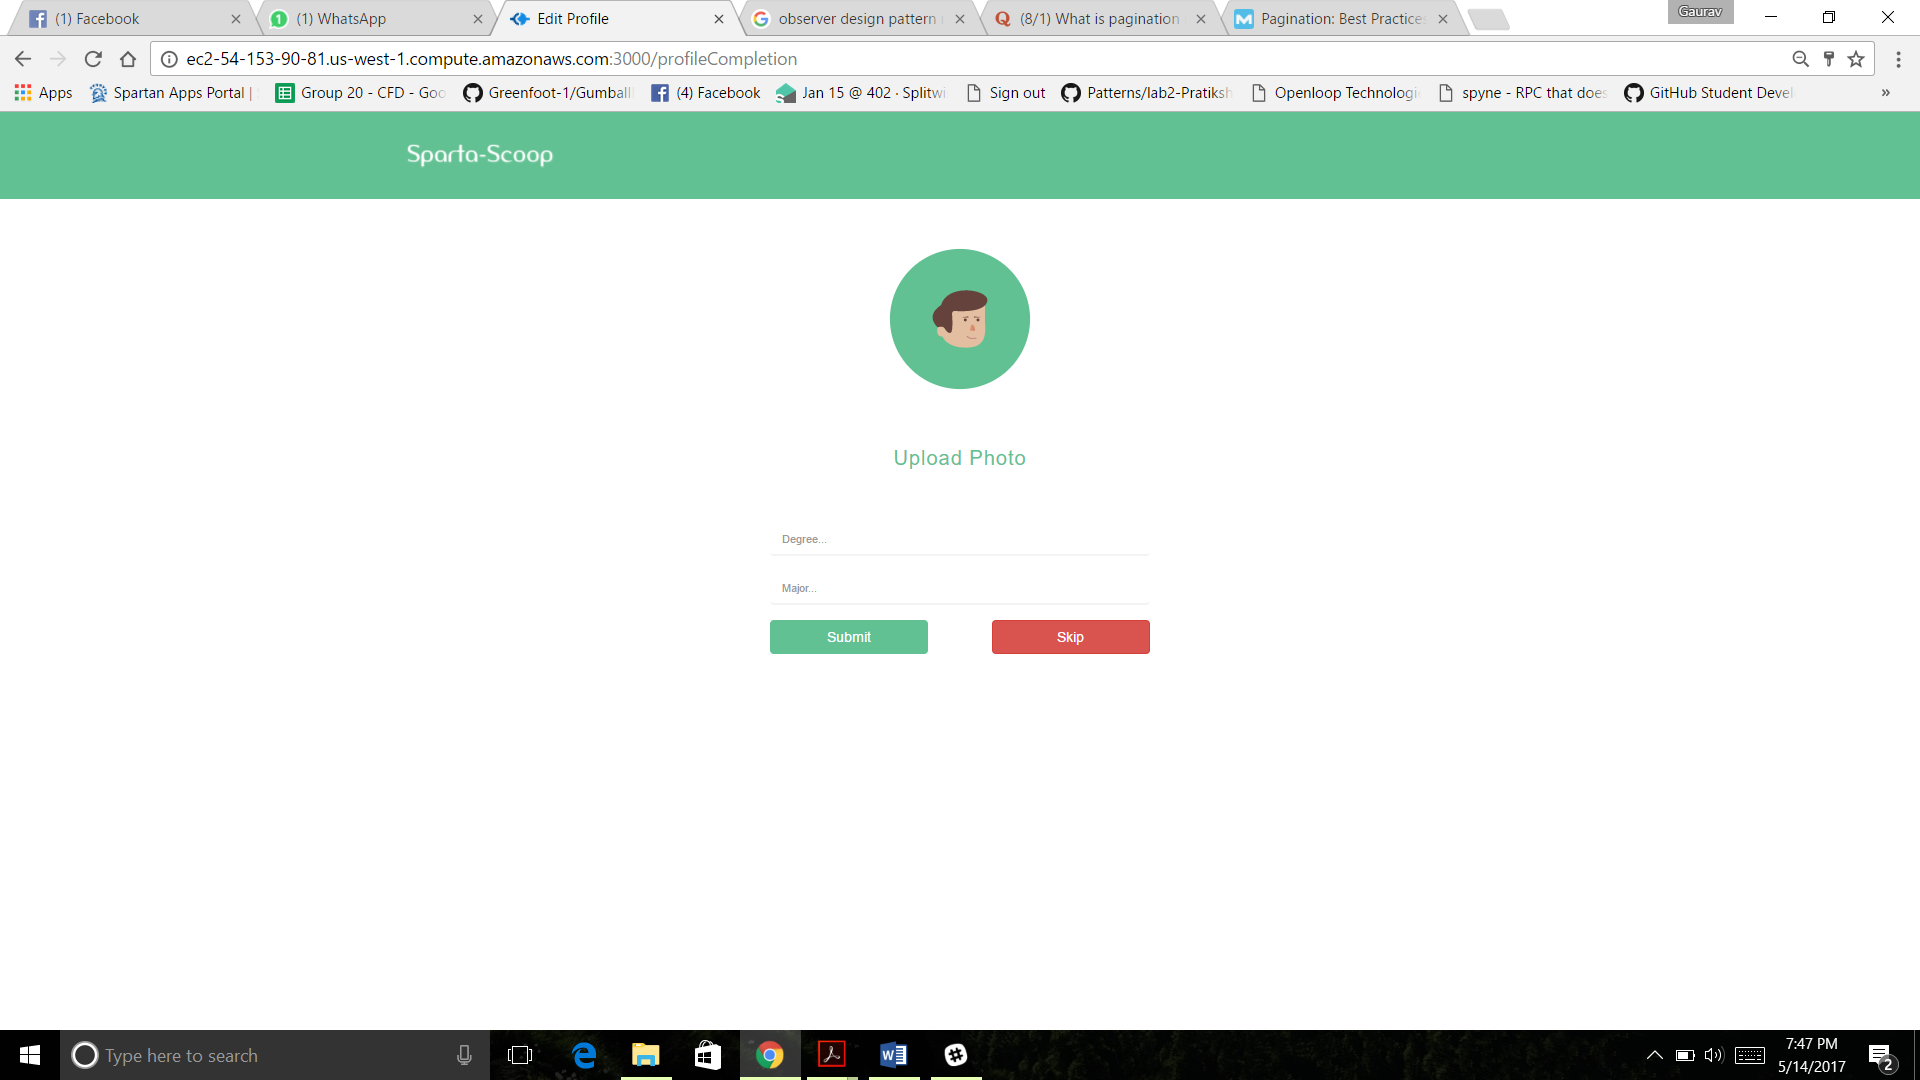 (1) Facebook
(1) WhatsApp
Edit Profile
observer design pattern
(8/1) What is pagination
Pagination: Best Practices
Gaurav
ec2-54-153-90-81.us-west-1.compute.amazonaws.com:3000/profileCompletion
Apps
Spartan Apps Portal |
Group 20 - CFD - Goo
Greenfoot-1/Gumball
(4) Facebook
Jan 15 @ 402 · Splitwi
Sign out
Patterns/lab2-Pratiksh
Openloop Technologi
spyne - RPC that does
GitHub Student Devel
»
Sparta-Scoop
Upload Photo
Degree...
Major...
Submit
Skip
Type here to search
7:47 PM
5/14/2017
2